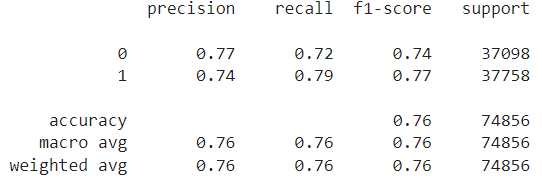 precision recall f1-score support
0 0.77 0.72 0.74 37098
1 0.74 0.79 0.77 37758
accuracy 0.76 74856
macro avg 0.76 0.76 0.76 74856
weighted avg 0.76 0.76 0.76 74856